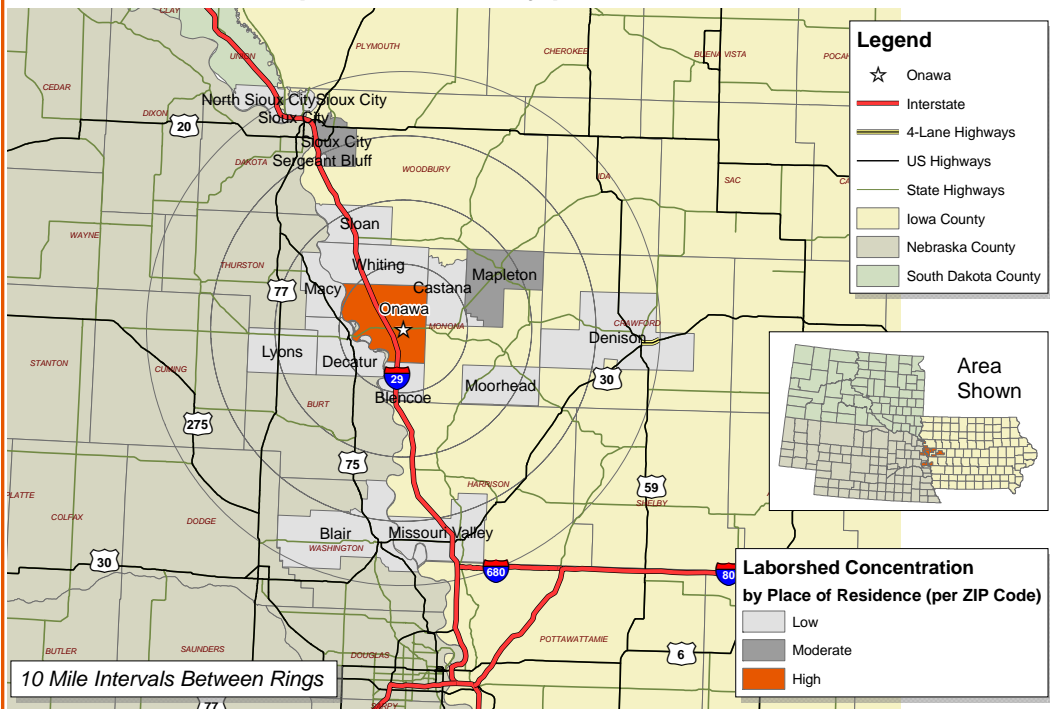 CLAY
UNION
PLYMOUTH
CHEROKEE
BUENA VISTA
POCAH
CEDAR
DIXON
20
North Sioux City
Sioux City
Sioux City
Sioux City
Sergeant Bluff
DAKOTA
WOODBURY
IDA
SAC
CA
WAYNE
THURSTON
Sloan
Whiting
Mapleton
77
Macy
Castana
Onawa
MONONA
CRAWFORD
Denison
STANTON
CUMING
Lyons
Decatur
29
Moorhead
30
Blencoe
BURT
275
75
HARRISON
59
SHELBY
PLATTE
COLFAX
DODGE
Blair
Missouri Valley
WASHINGTON
30
680
80
BUTLER
SAUNDERS
DOUGLAS
POTTAWATTAMIE
6
SARPY
77
10 Mile Intervals Between Rings
Legend
Onawa
Interstate
4-Lane Highways
US Highways
State Highways
Iowa County
Nebraska County
South Dakota County
Area
Shown
Laborshed Concentration
by Place of Residence (per ZIP Code)
Low
Moderate
High